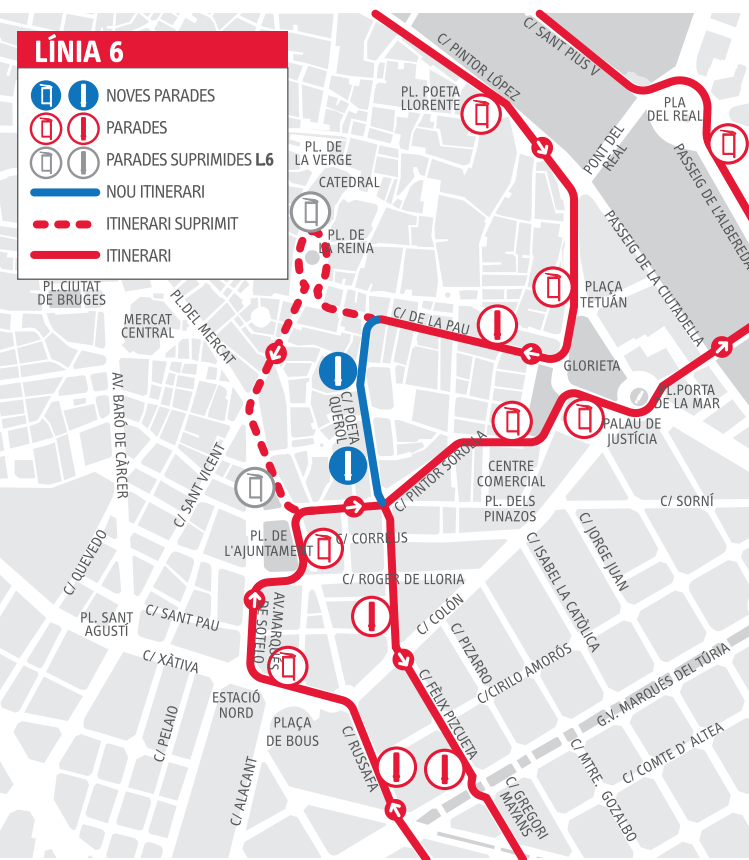 LÍNIA 6
NOVES PARADES
PARADES
PARADES SUPRIMIDES L.6
NOU ITINERARI
ITINERARI SUPRIMIT
ITINERARI
C/ PINTOR LÓPEZ
C/ SANT PIUS V
PL. POETA
LLORENTE
PLA
DEL REAL
PONT DEL
REAL
PASSEIG DE L'ALBEREDA
PL. DE
LA VERGE
CATEDRAL
PL. DE
LA REINA
PASSEIG DE LA CIUTADELLA
PL.CIUTAT
DE BRUGES
MERCAT
CENTRAL
PL.DEL MERCAT
C/ DE LA PAU
PLAÇA
TETUÁN
GLORIETA
PL.PORTA
DE LA MAR
PALAU DE
JUSTÍCIA
AV. BARÓ DE CÀRCER
C/ POETA
QUEROL
C/ SANT VICENT
C/ PINTOR SOROLLA
CENTRE
COMERCIAL
PL. DELS
PINAZOS
C/ SORNÍ
C/ JORGE JUAN
C/ ISABEL LA CATÒLICA
PL. DE
L'AJUNTAMENT
C/ CORREUS
C/ ROGER DE LLORIA
C/ QUEVEDO
PL. SANT
AGUSTÍ
C/ SANT PAU
AV.MARQUÉS
DE SOTELO
C/ COLÓN
C/ PIZARRO
C/CIRILO AMORÓS
G.V. MARQUÉS DEL TÚRIA
C/ XÀTIVA
ESTACIÓ
NORD
PLAÇA
DE BOUS
C/ FÈLIX PIZCUETA
C/ PELAIO
C/ ALACANT
C/ RUSSAFA
C/ GREGORI
MAYANS
C/ MTRE. GOZALBO
C/ COMTE D' ALTEA